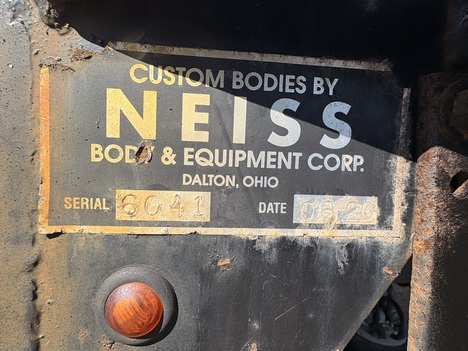 CUSTOM BODIES BY
NEISS
BODY & EQUIPMENT CORP.
DALTON, OHIO
SERIAL 6041 DATE